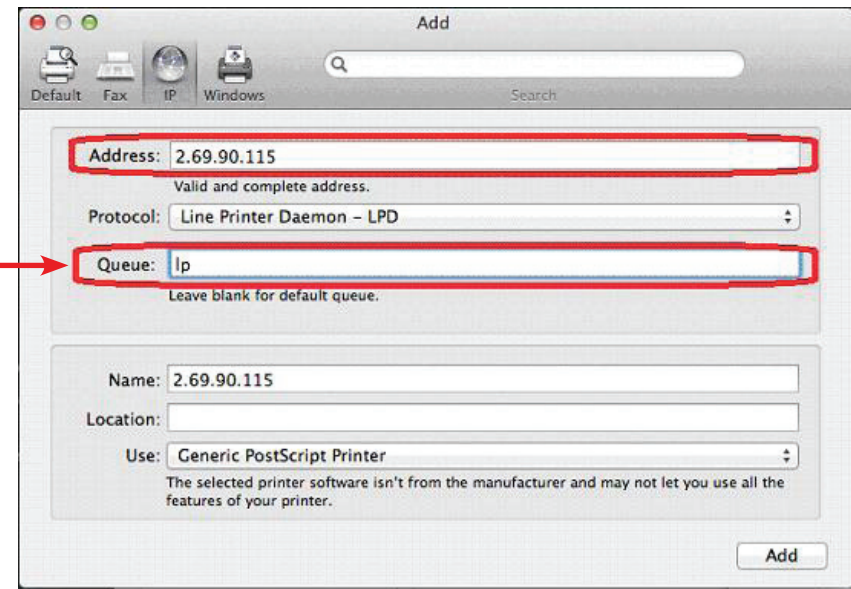 Add
Default Fax IP Windows
Search
Address: 2.69.90.115
Valid and complete address.
Protocol: Line Printer Daemon – LPD
Queue: lp
Leave blank for default queue.
Name: 2.69.90.115
Location:
Use: Generic PostScript Printer
The selected printer software isn't from the manufacturer and may not let you use all the
features of your printer.
Add